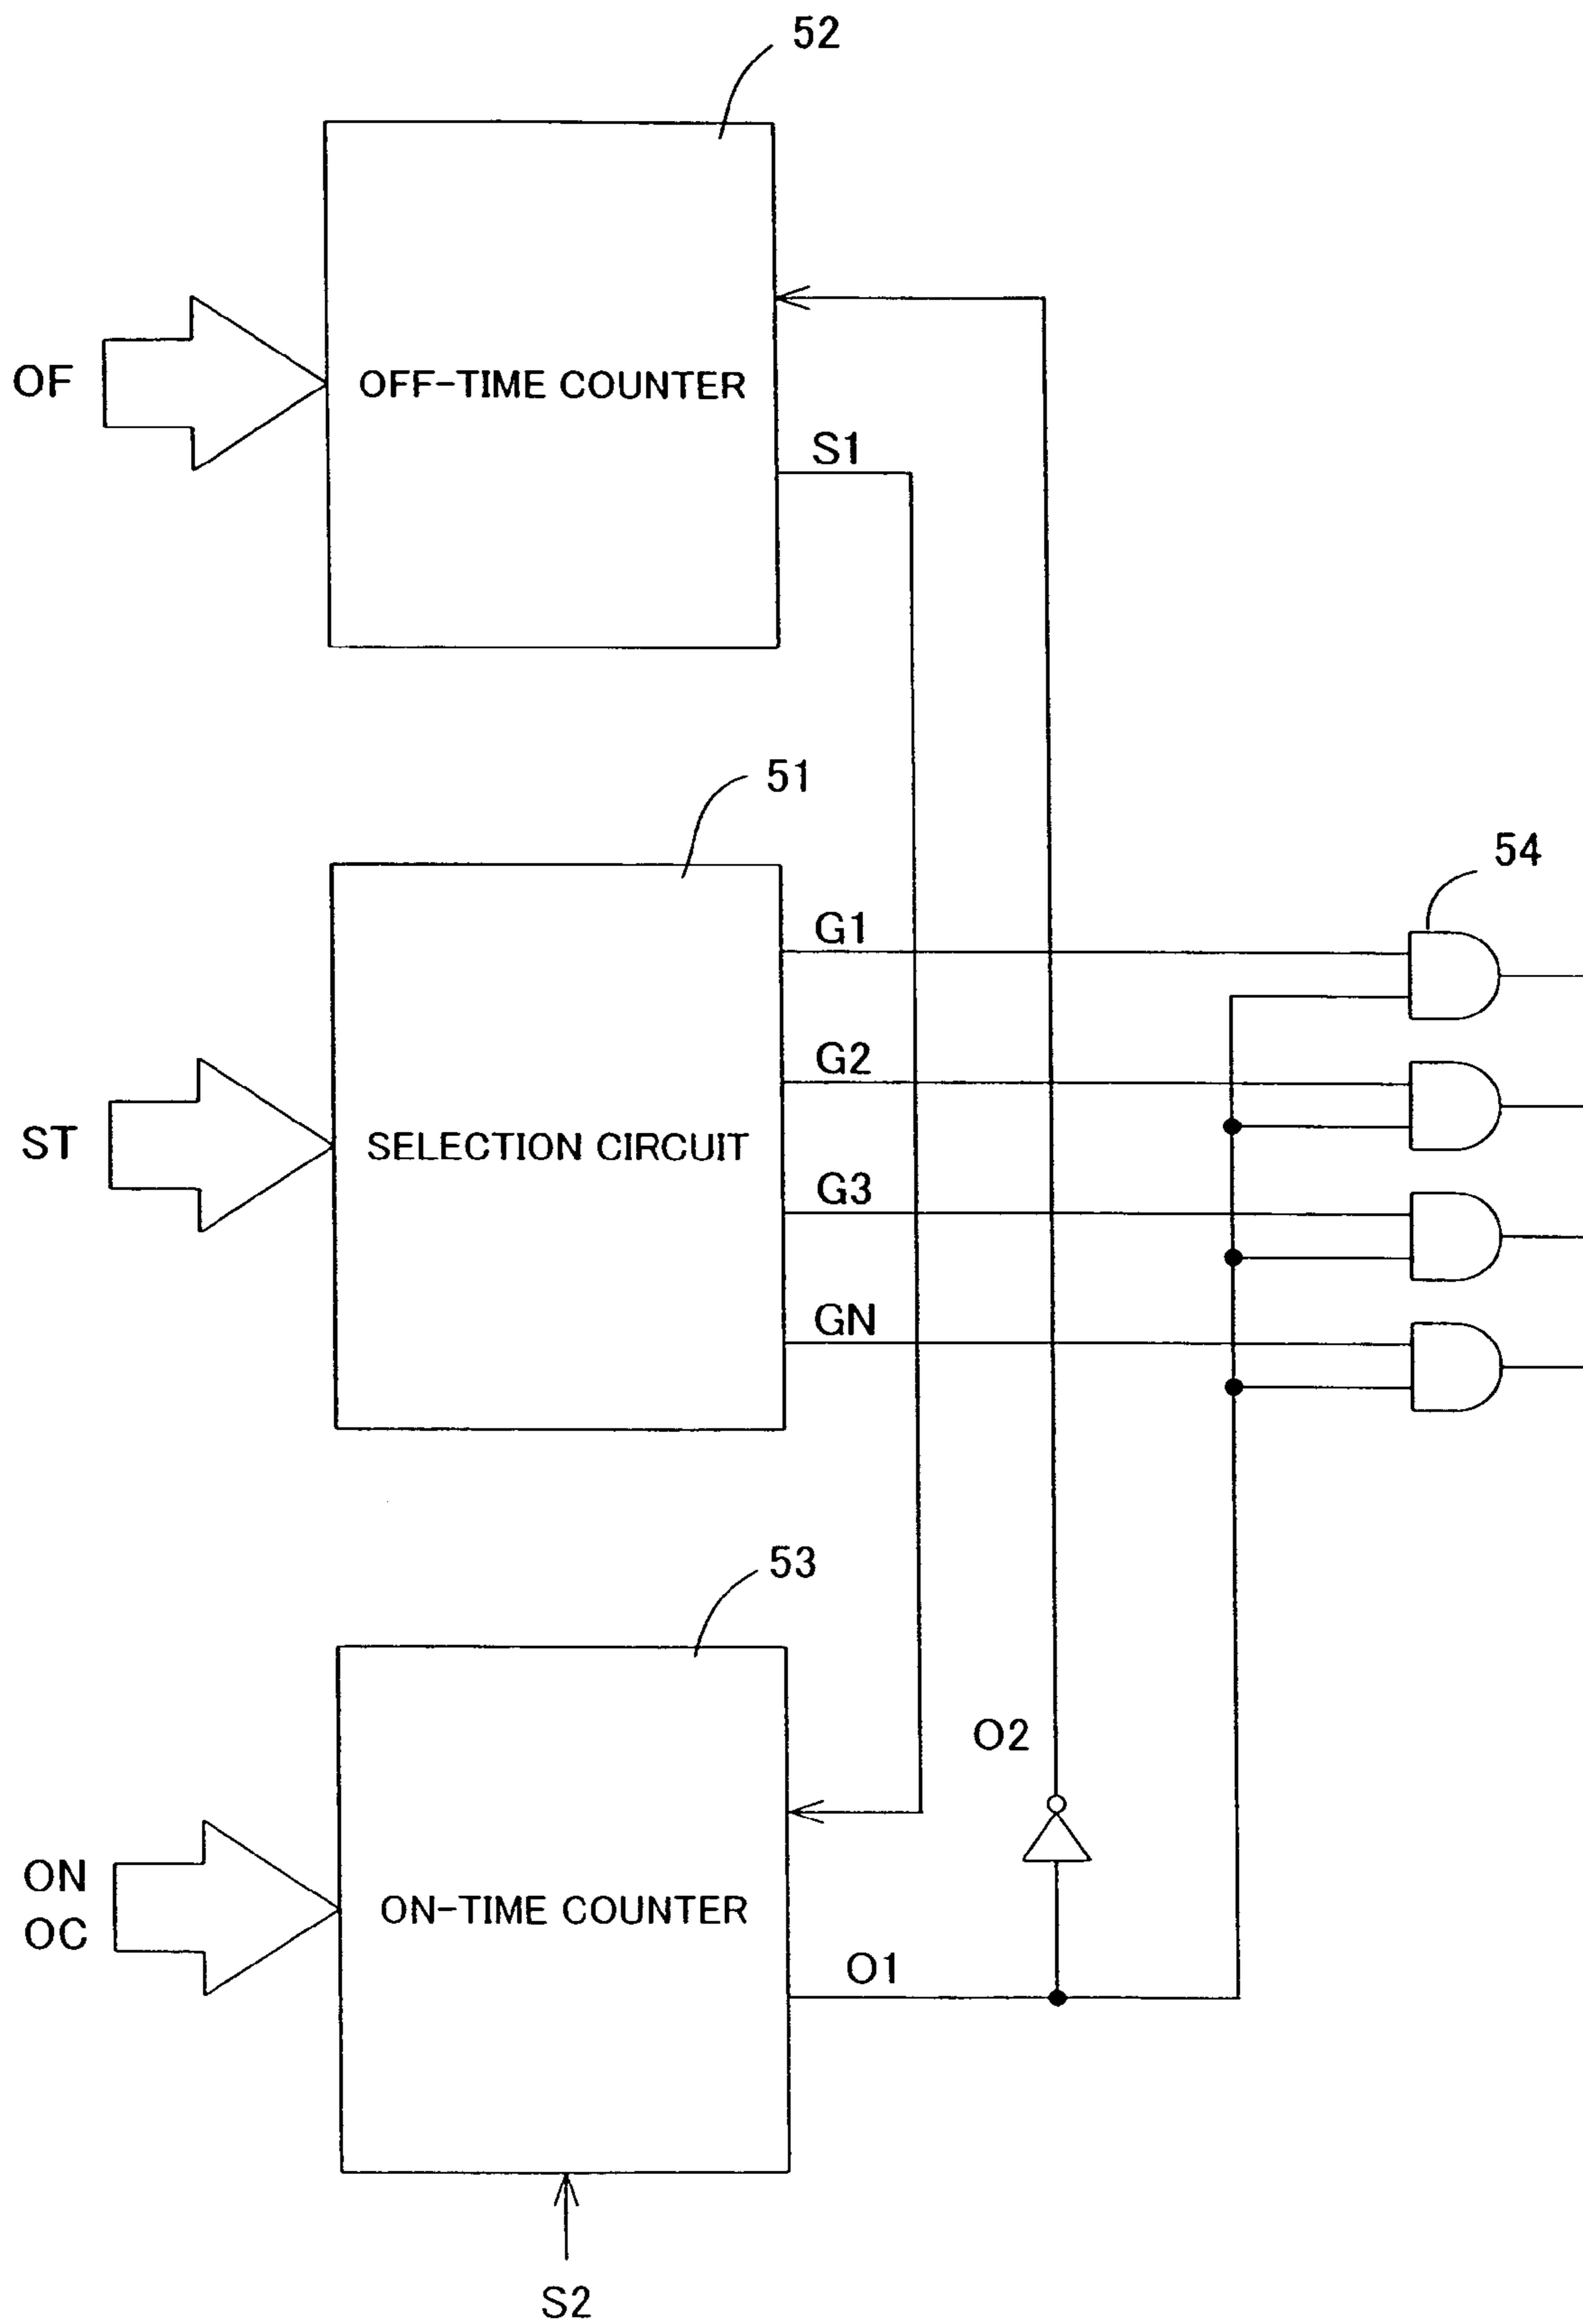 52
OF
OFF-TIME COUNTER
S1
51
54
G1
G2
ST
SELECTION CIRCUIT
G3
GN
53
O2
ON
OC
ON-TIME COUNTER
O1
S2